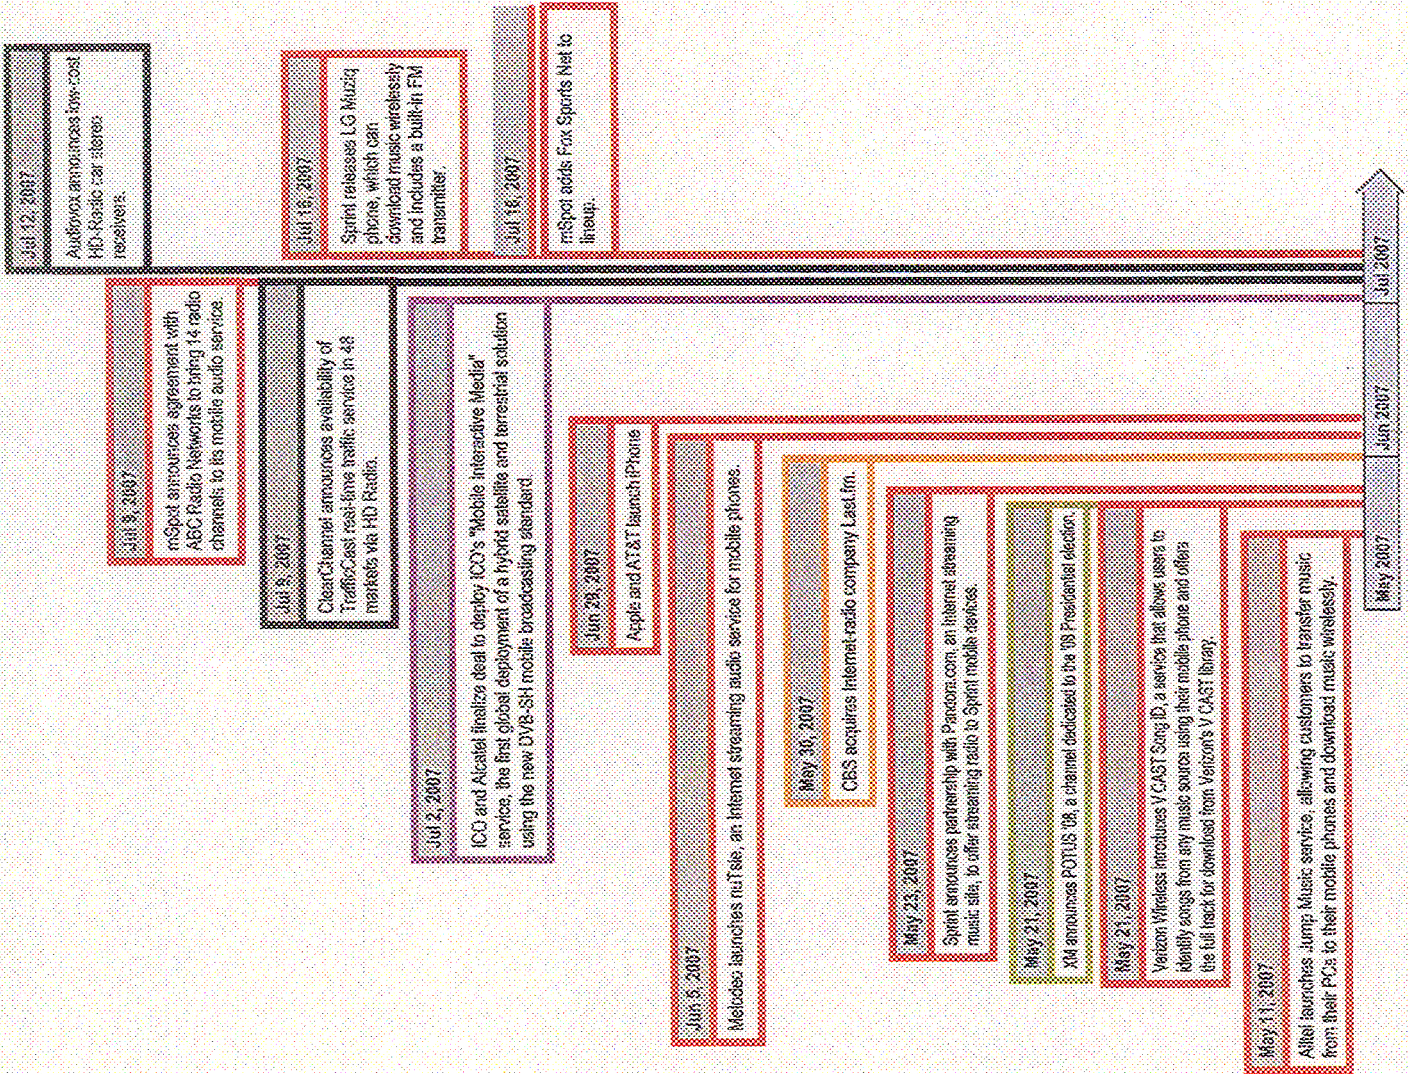 Jul 12, 2007
Audiovox announces low-cost
HD-Radio car stereo
receivers.
Jul 9, 2007
mSpot announces agreement with
ABC Radio Networks to bring 14 radio
channels to its mobile audio service.
Jul 9, 2007
ClearChannel announces availability of
TrafficCast real-time traffic service in 48
markets via HD Radio.
Jul 16, 2007
Sprint releases LG Muziq
phone, which can
download music wirelessly
and includes a built-in FM
transmitter.
Jul 2, 2007
ICO and Alcatel finalize deal to deploy ICO's "Mobile Interactive Media"
service, the first global deployment of a hybrid satellite and terrestrial solution
using the new DVB-SH mobile broadcasting standard.
Jul 16, 2007
mSpot adds Fox Sports Net to
lineup.
Jun 29, 2007
Apple and AT&T launch iPhone
Jun 5, 2007
Melodeo launches nuTsie, an Internet streaming audio service for mobile phones.
May 30, 2007
CBS acquires Internet-radio company Last.fm.
May 23, 2007
Sprint announces partnership with Pandora.com, an Internet streaming
music site, to offer streaming radio to Sprint mobile devices.
May 21, 2007
XM announces POTUS '08, a channel dedicated to the '08 Presidential election.
May 21, 2007
Verizon Wireless introduces V CAST Song ID, a service that allows users to
identify songs from any music source using their mobile phone and offers
the full track for download from Verizon's V CAST library.
May 11, 2007
Alltel launches Jump Music service, allowing customers to transfer music
from their PCs to their mobile phones and download music wirelessly.
May 2007
Jun 2007
Jul 2007